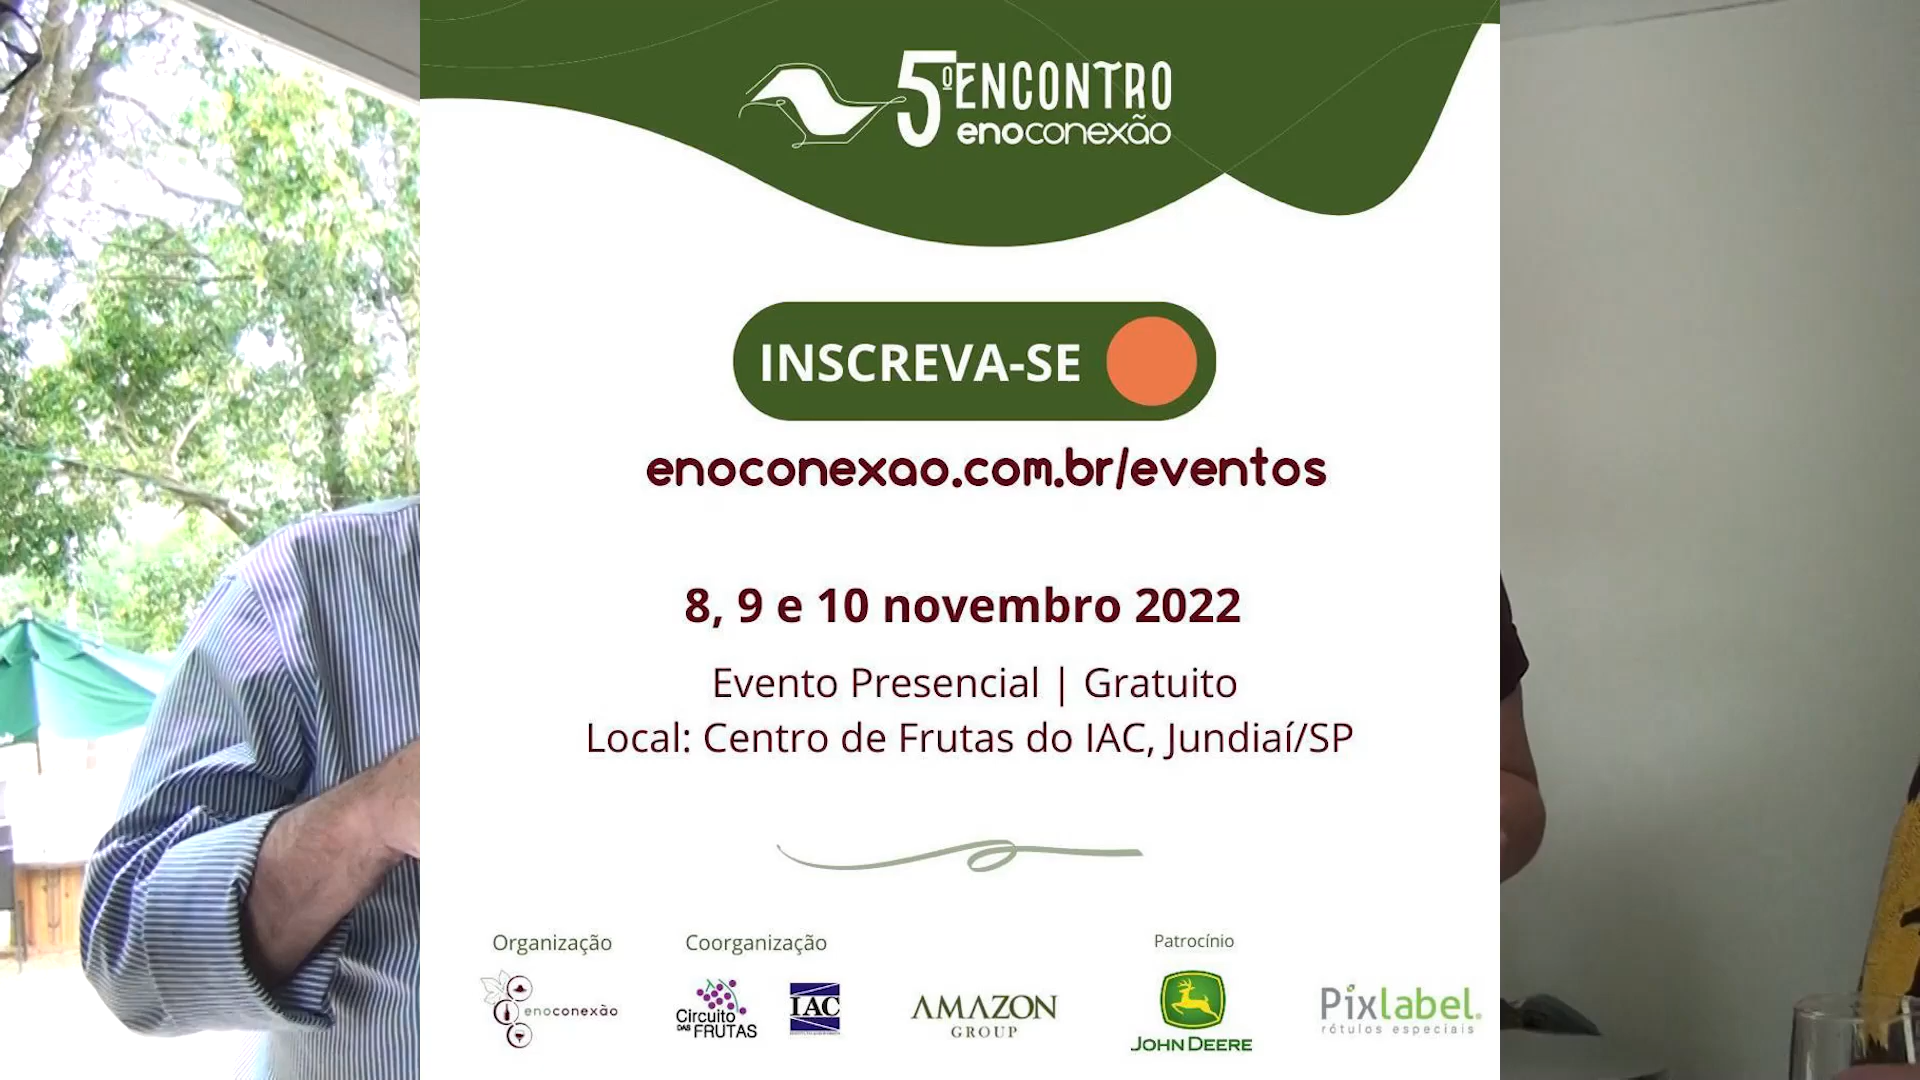 5º ENCONTRO
enoconexão
INSCREVA-SE
enoconexao.com.br/eventos
8, 9 e 10 novembro 2022
Evento Presencial | Gratuito
Local: Centro de Frutas do IAC, Jundiaí/SP
Organização
Coorganização
Patrocínio
enoconexão
Circuito
DAS FRUTAS
IAC
AMAZON
GROUP
JOHN DEERE
Pixlabel.
rótulos especiais